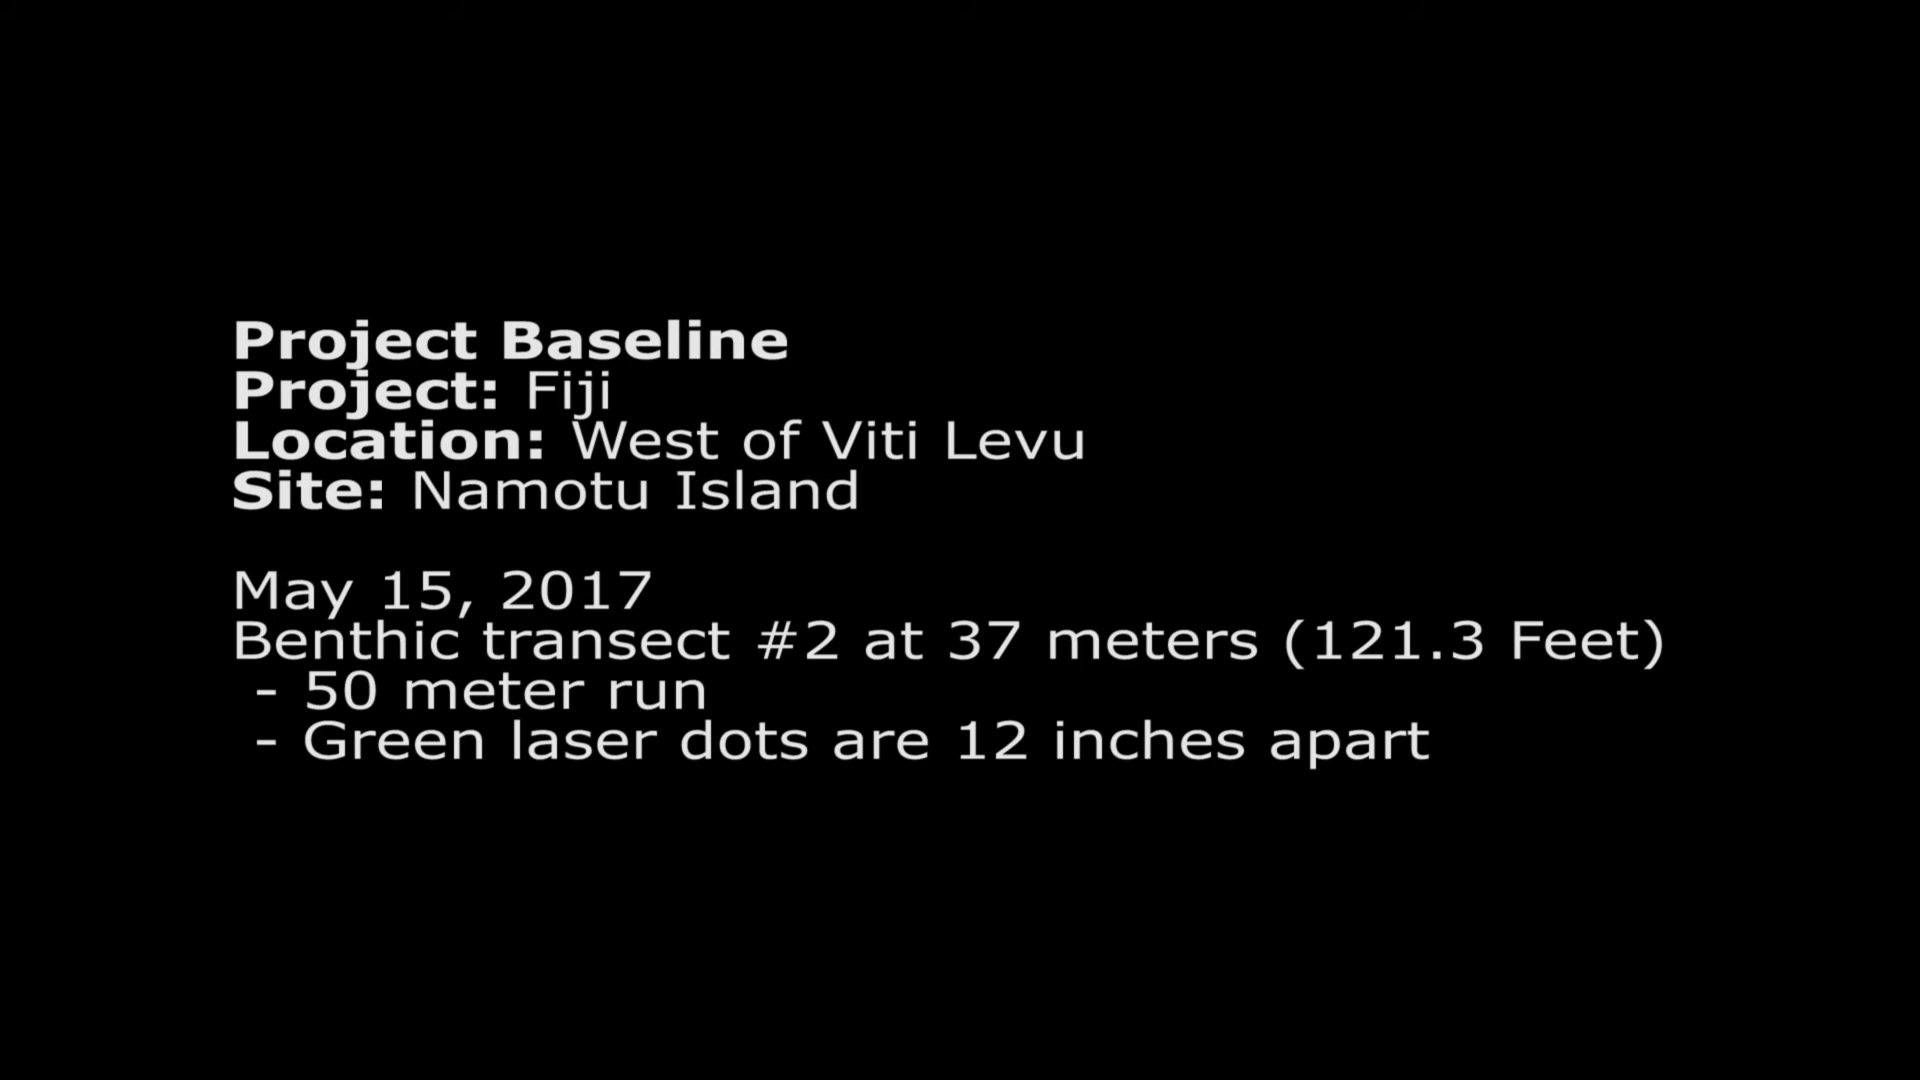 Project Baseline
Project: Fiji
Location: West of Viti Levu
Site: Namotu Island
May 15, 2017
Benthic transect #2 at 37 meters (121.3 Feet)
- 50 meter run
- Green laser dots are 12 inches apart